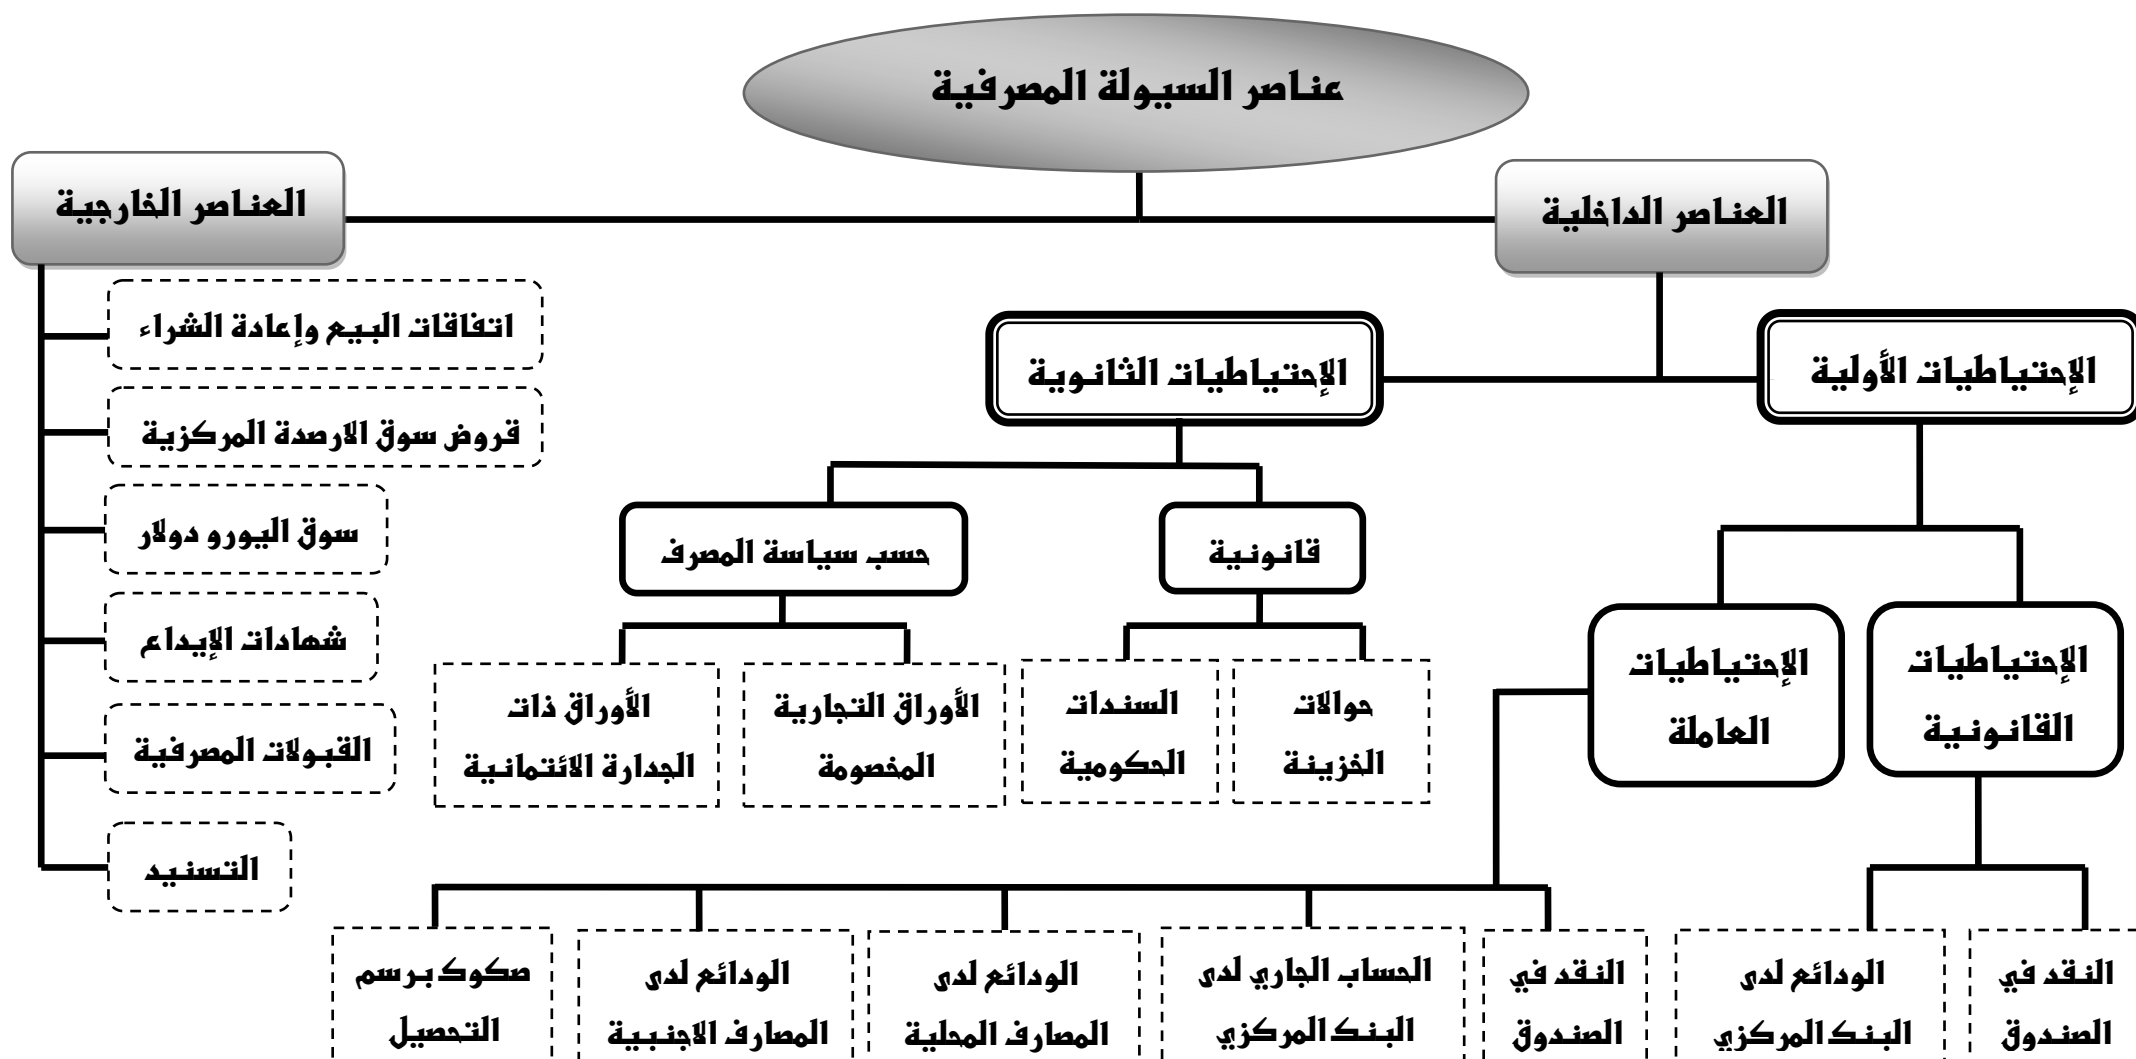 عناصر السيولة المصرفية
العناصر الداخلية
العناصر الخارجية
الإحتياطيات الأولية
الإحتياطيات الثانوية
اتفاقات البيع وإعادة الشراء
قروض سوق الارصدة المركزية
سوق اليورو دولار
شهادات الإيداع
القبولات المصرفية
التسنيد
قانونية
حسب سياسة المصرف
الإحتياطيات
القانونية
الإحتياطيات
العاملة
حوالات
الخزينة
السندات
الحكومية
الأوراق التجارية
المخصومة
الأوراق ذات
الجدارة الائتمانية
النقد في
الصندوق
الودائع لدى
البنك المركزي
النقد في
الصندوق
الحساب الجاري لدى
البنك المركزي
الودائع لدى
المصارف المحلية
الودائع لدى
المصارف الاجنبية
صكوك برسم
التحصيل